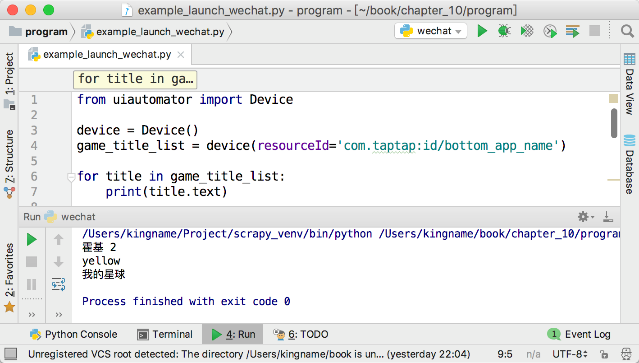 example_launch_wechat.py - program - [~/book/chapter_10/program]
program example_launch_wechat.py wechat
example_launch_wechat.py
for title in ga…
1 from uiautomator import Device
2
3 device = Device()
4 game_title_list = device(resourceId='com.taptap:id/bottom_app_name')
5
6 for title in game_title_list:
7 print(title.text)
1: Project
7: Structure
2: Favorites
Data View
Database
Run wechat
/Users/kingname/Project/scrapy_venv/bin/python /Users/kingname/book/chapter_10/progra
霍基 2
yellow
我的星球
Process finished with exit code 0
>> >>
Python Console Terminal 4: Run 6: TODO 1 Event Log
Unregistered VCS root detected: The directory /Users/kingname/book is un... (yesterday 22:04) 9:5 n/a UTF-8